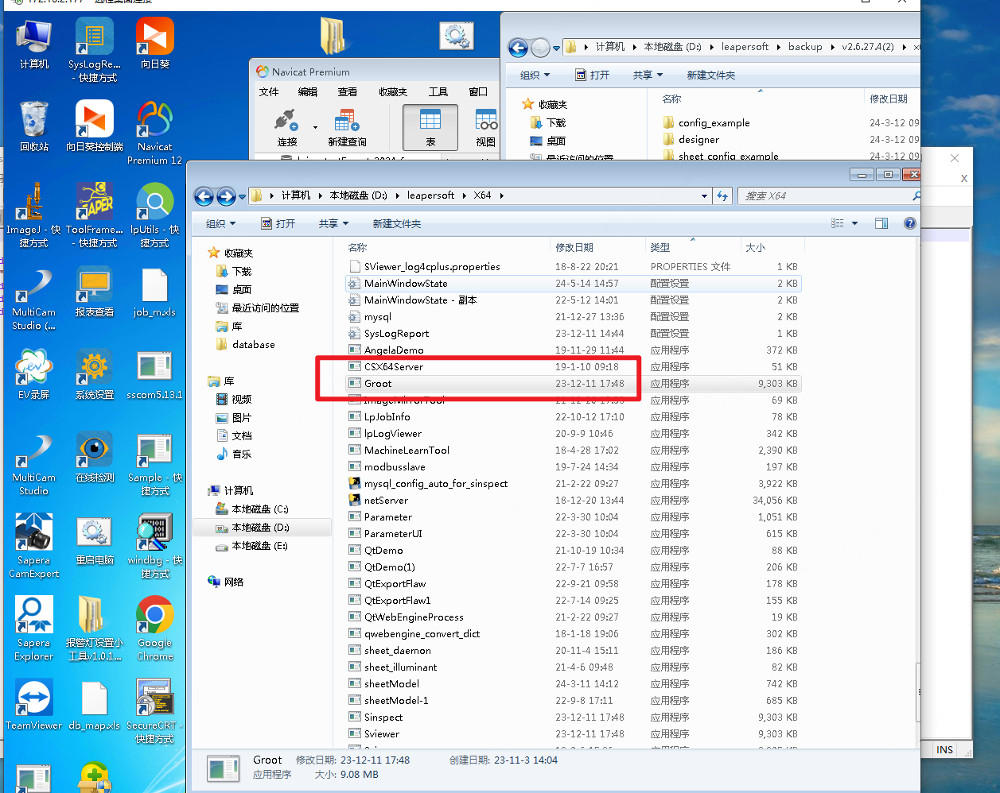 计算机
SysLogRe...
- 快捷方式
向日葵
回收站
向日葵控制端
Navicat
Premium 12
ImageJ - 快
捷方式
ToolFrame...
- 快捷方式
lpUtils - 快
捷方式
MultiCam
Studio (...
报表查看
job_m.xls
EV录屏
系统设置
sscom5.13.1
MultiCam
Studio
在线检测
Sample - 快
捷方式
Sapera
CamExpert
重启电脑
windbg - 快
捷方式
Sapera
Explorer
报警灯设置小
工具v1.0.1...
Google
Chrome
TeamViewer
db_map.xls
SecureCRT -
快捷方式
Navicat Premium
文件 编辑 查看 收藏夹 工具 窗口
连接 新建查询 表 视图
计算机 本地磁盘 (D:) leapersoft backup v2.6.27.4(2)
组织 打开 共享 新建文件夹
收藏夹
下载
桌面
最近访问的位置
名称 修改日期
config_example 24-3-12 09
designer 24-3-12 09
sheet_config_example 24-3-12 09
X
计算机 本地磁盘 (D:) leapersoft X64
搜索 X64
组织 打开 共享 新建文件夹
收藏夹
下载
桌面
最近访问的位置
库
database
库
视频
图片
文档
音乐
计算机
本地磁盘 (C:)
本地磁盘 (D:)
本地磁盘 (E:)
网络
名称 修改日期 类型 大小
SViewer_log4cplus.properties 18-8-22 20:21 PROPERTIES 文件 1 KB
MainWindowState 24-5-14 14:57 配置设置 2 KB
MainWindowState - 副本 22-5-12 14:01 配置设置 2 KB
mysql 21-12-27 13:36 配置设置 2 KB
SysLogReport 23-12-11 14:44 配置设置 1 KB
AngelaDemo 19-11-29 11:44 应用程序 372 KB
CSX64Server 19-1-10 09:18 应用程序 51 KB
Groot 23-12-11 17:48 应用程序 9,303 KB
ImageMirrorTool 21-12-20 17:53 应用程序 69 KB
LpJobInfo 22-10-12 17:10 应用程序 78 KB
lpLogViewer 20-9-9 10:46 应用程序 342 KB
MachineLearnTool 18-4-28 17:02 应用程序 2,390 KB
modbusslave 19-7-24 14:34 应用程序 197 KB
mysql_config_auto_for_sinspect 21-2-22 09:27 应用程序 3,922 KB
netServer 18-12-20 13:44 应用程序 34,056 KB
Parameter 22-3-30 10:04 应用程序 1,051 KB
ParameterUI 22-3-30 10:04 应用程序 615 KB
QtDemo 21-10-19 10:34 应用程序 88 KB
QtDemo(1) 22-7-7 16:57 应用程序 206 KB
QtExportFlaw 22-9-21 09:58 应用程序 178 KB
QtExportFlaw1 22-7-14 09:25 应用程序 155 KB
QtWebEngineProcess 21-2-22 09:27 应用程序 19 KB
qwebengine_convert_dict 18-1-18 19:06 应用程序 302 KB
sheet_daemon 20-11-4 15:11 应用程序 186 KB
sheet_illuminant 21-4-6 09:48 应用程序 82 KB
sheetModel 24-3-11 14:12 应用程序 742 KB
sheetModel-1 22-9-8 17:11 应用程序 685 KB
Sinspect 23-12-11 17:48 应用程序 9,303 KB
Sviewer 23-12-11 17:48 应用程序 9,303 KB
Groot 修改日期: 23-12-11 17:48 创建日期: 23-11-3 14:04
应用程序 大小: 9.08 MB
INS